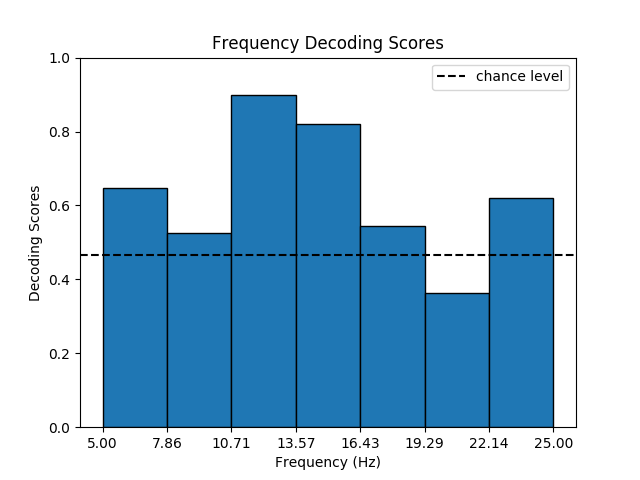 Frequency Decoding Scores
chance level
1.0
0.8
0.6
0.4
0.2
0.0
Decoding Scores
5.00 7.86 10.71 13.57 16.43 19.29 22.14 25.00
Frequency (Hz)